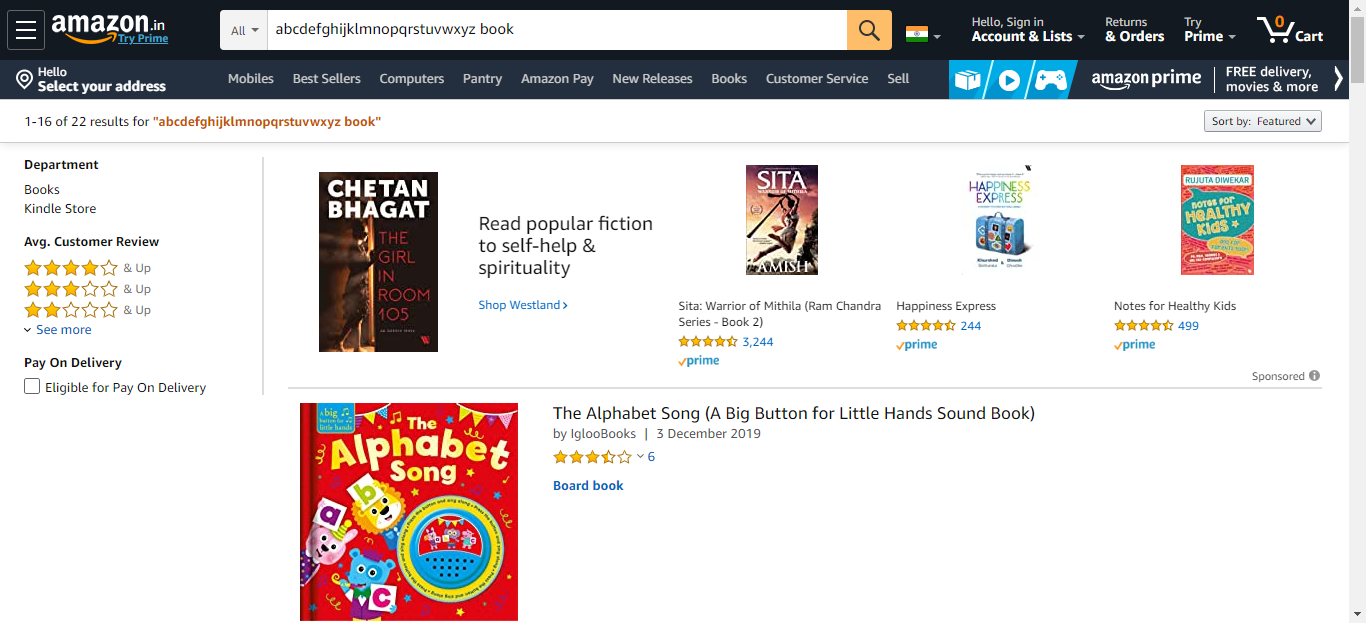 amazon.in
Try Prime
All
abcdefghijklmnopqrstuvwxyz book
Hello, Sign in
Account & Lists
Returns
& Orders
Try
Prime
0
Cart
Hello
Select your address
Mobiles
Best Sellers
Computers
Pantry
Amazon Pay
New Releases
Books
Customer Service
Sell
amazon prime
FREE delivery,
movies & more
1-16 of 22 results for "abcdefghijklmnopqrstuvwxyz book"
Sort by: Featured
Department
Books
Kindle Store
Avg. Customer Review
& Up
& Up
& Up
See more
Pay On Delivery
Eligible for Pay On Delivery
CHETAN
BHAGAT
THE
GIRL
IN
ROOM
105
Read popular fiction
to self-help &
spirituality
Shop Westland
SITA
WARRIOR OF MITHILA
AMISH
Sita: Warrior of Mithila (Ram Chandra
Series - Book 2)
3,244
prime
HAPPINESS
EXPRESS
Happiness Express
244
prime
RUJUTA DIWEKAR
NOTES FOR
HEALTHY
KIDS
Notes for Healthy Kids
499
prime
Sponsored
a big
button for
little hands
The
Alphabet
Song
a
b
c
The Alphabet Song (A Big Button for Little Hands Sound Book)
by IglooBooks | 3 December 2019
6
Board book